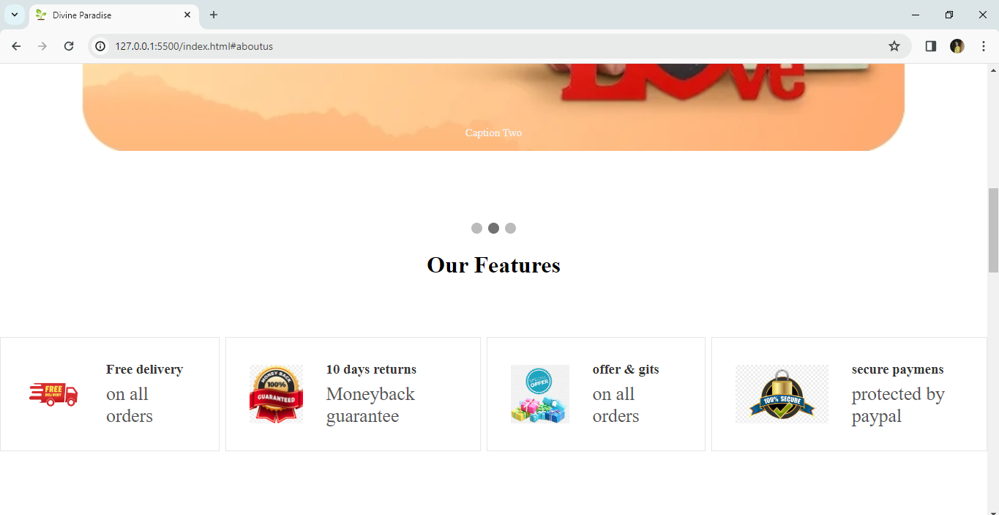 Divine Paradise
127.0.0.1:5500/index.html#aboutus
Love
Caption Two
Our Features
FREE
DELIVERY
Free delivery
on all
orders
MONEY BACK
100%
GUARANTEED
10 days returns
Moneyback
guarantee
SPECIAL
OFFER
offer & gits
on all
orders
100% SECURE
secure paymens
protected by
paypal